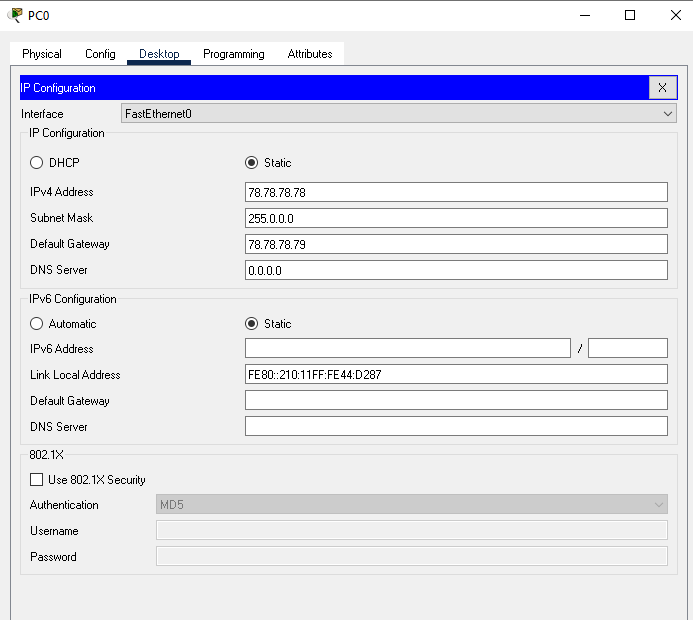 PC0
Physical Config Desktop Programming Attributes
IP Configuration X
Interface FastEthernet0
IP Configuration
DHCP Static
IPv4 Address 78.78.78.78
Subnet Mask 255.0.0.0
Default Gateway 78.78.78.79
DNS Server 0.0.0.0
IPv6 Configuration
Automatic Static
IPv6 Address /
Link Local Address FE80::210:11FF:FE44:D287
Default Gateway
DNS Server
802.1X
Use 802.1X Security
Authentication MD5
Username
Password